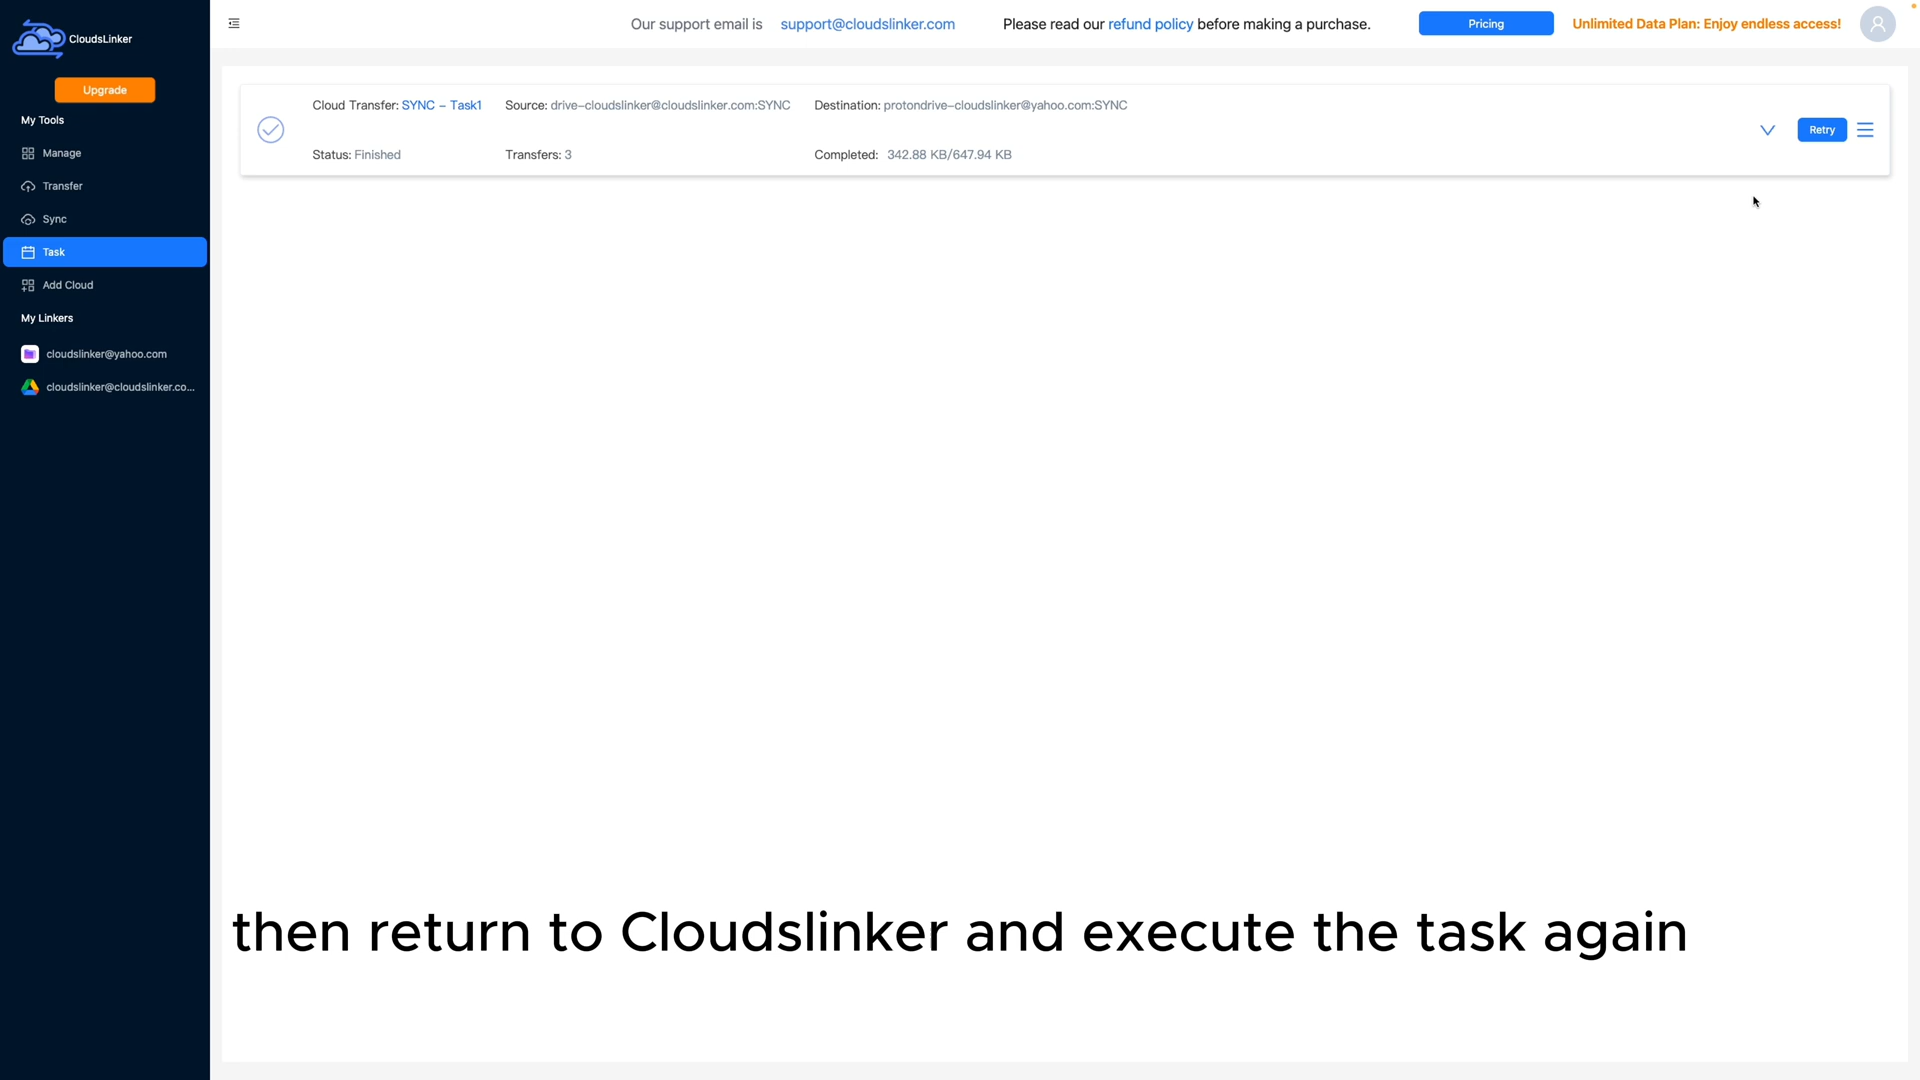 CloudsLinker
Upgrade
My Tools
Manage
Transfer
Sync
Task
Add Cloud
My Linkers
cloudslinker@yahoo.com
cloudslinker@cloudslinker.co...
Our support email is support@cloudslinker.com Please read our refund policy before making a purchase. Pricing Unlimited Data Plan: Enjoy endless access!
Cloud Transfer: SYNC – Task1 Source: drive-cloudslinker@cloudslinker.com:SYNC Destination: protondrive-cloudslinker@yahoo.com:SYNC
Retry
Status: Finished Transfers: 3 Completed: 342.88 KB/647.94 KB
then return to Cloudslinker and execute the task again